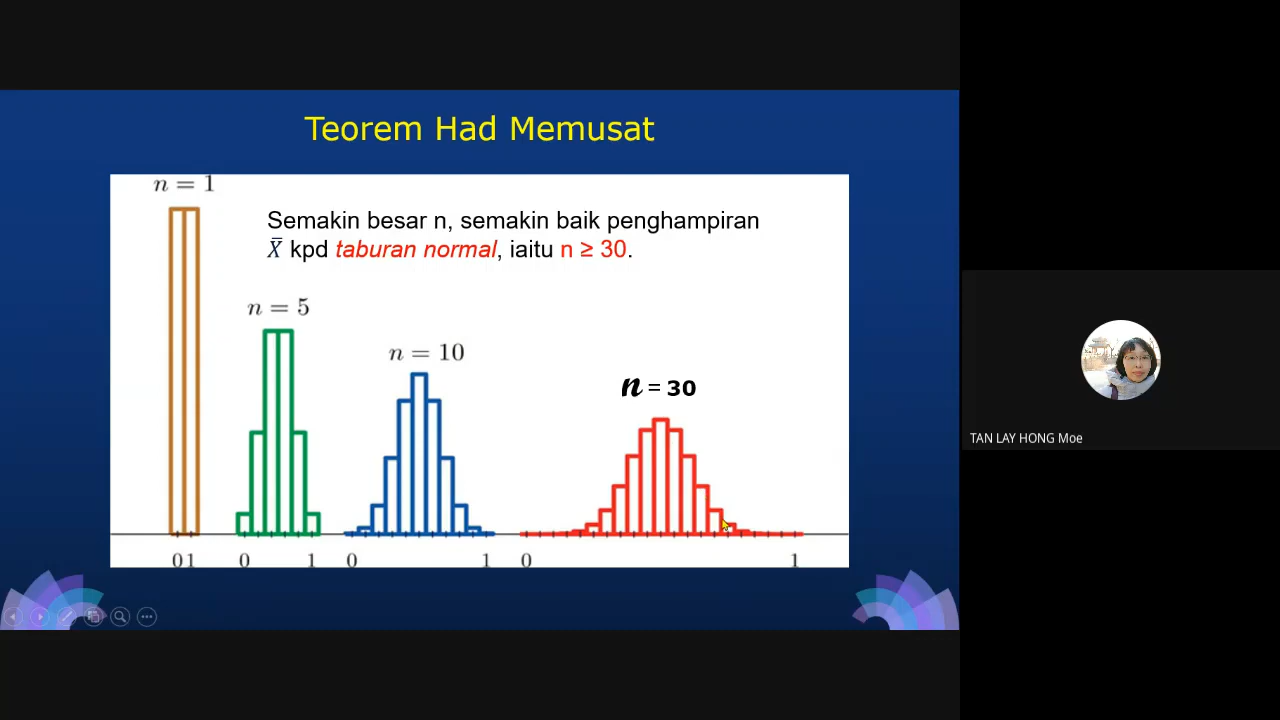 Teorem Had Memusat
n = 1
Semakin besar n, semakin baik penghampiran
X̄ kpd taburan normal, iaitu n ≥ 30.
n = 5
n = 10
n = 30
0 1 0 1 0 1 0 1
TAN LAY HONG Moe